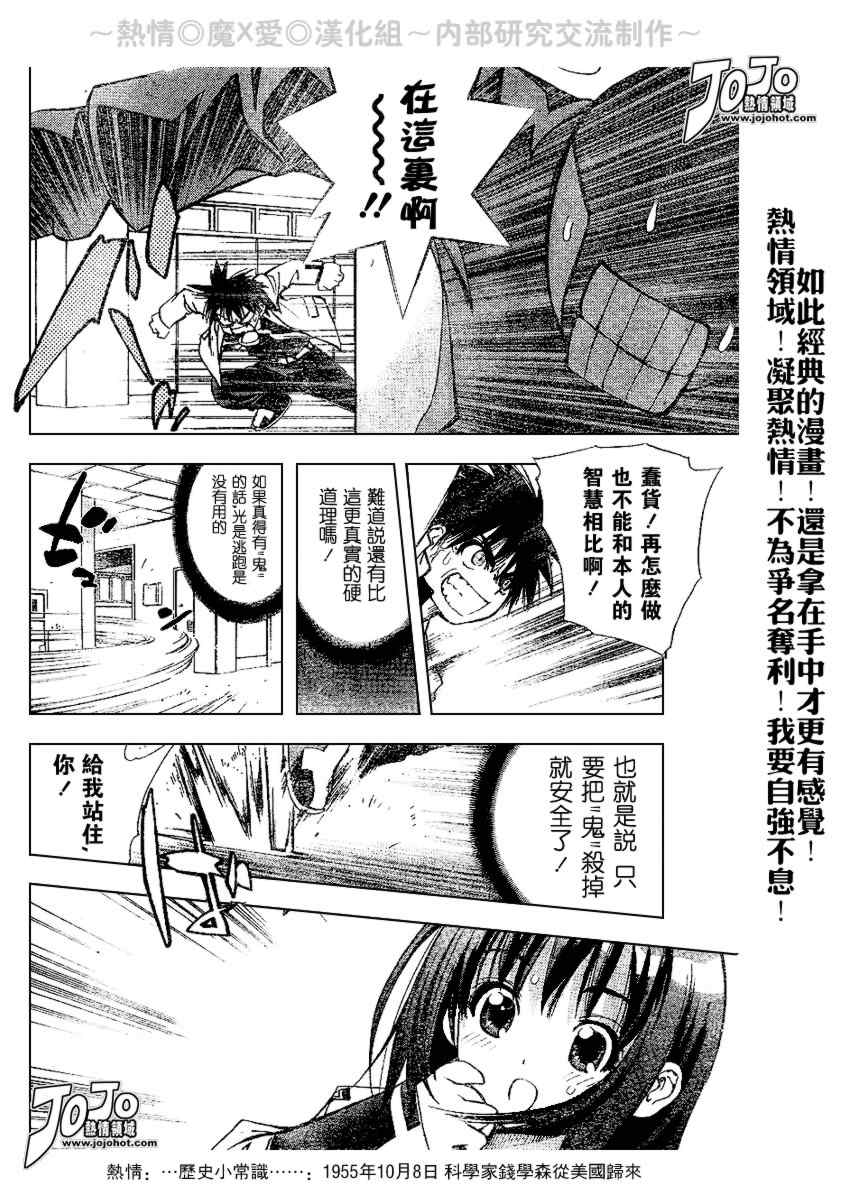 ～熱情◎魔X愛◎漢化組～内部研究交流制作～
JOJO
熱情領域
www.jojohot.com
在這裏啊
～～～!!
如此經典的漫畫！還是拿在手中才更有感覺！
熱情領域！凝聚熱情！不為爭名奪利！我要自強不息！
蠢貨！再怎麼做
也不能和本人的
智慧相比啊！
難道説還有比
這更真實的硬
道理嗎！
如果真得有"鬼"
的話，光是逃跑是
没有用的
也就是説 只
要把"鬼"殺掉
就安全了！
給我站住，
你！
JOJO
熱情領域
www.jojohot.com
熱情：…歷史小常識……：1955年10月8日 科學家錢學森從美國歸來